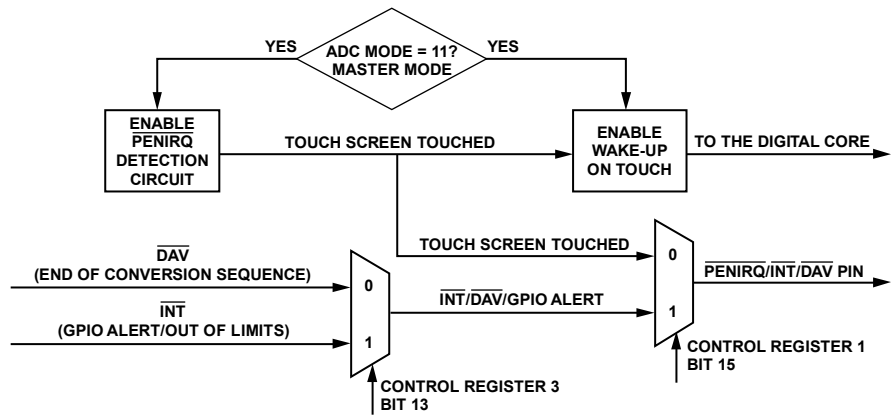 YES
ADC MODE = 11?
MASTER MODE
YES
ENABLE
PENIRQ
DETECTION
CIRCUIT
TOUCH SCREEN TOUCHED
ENABLE
WAKE-UP
ON TOUCH
TO THE DIGITAL CORE
TOUCH SCREEN TOUCHED
DAV
(END OF CONVERSION SEQUENCE)
INT
(GPIO ALERT/OUT OF LIMITS)
0
1
INT/DAV/GPIO ALERT
0
1
PENIRQ/INT/DAV PIN
CONTROL REGISTER 3
BIT 13
CONTROL REGISTER 1
BIT 15